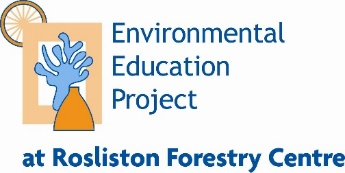 Environmental
Education
Project
at Rosliston Forestry Centre